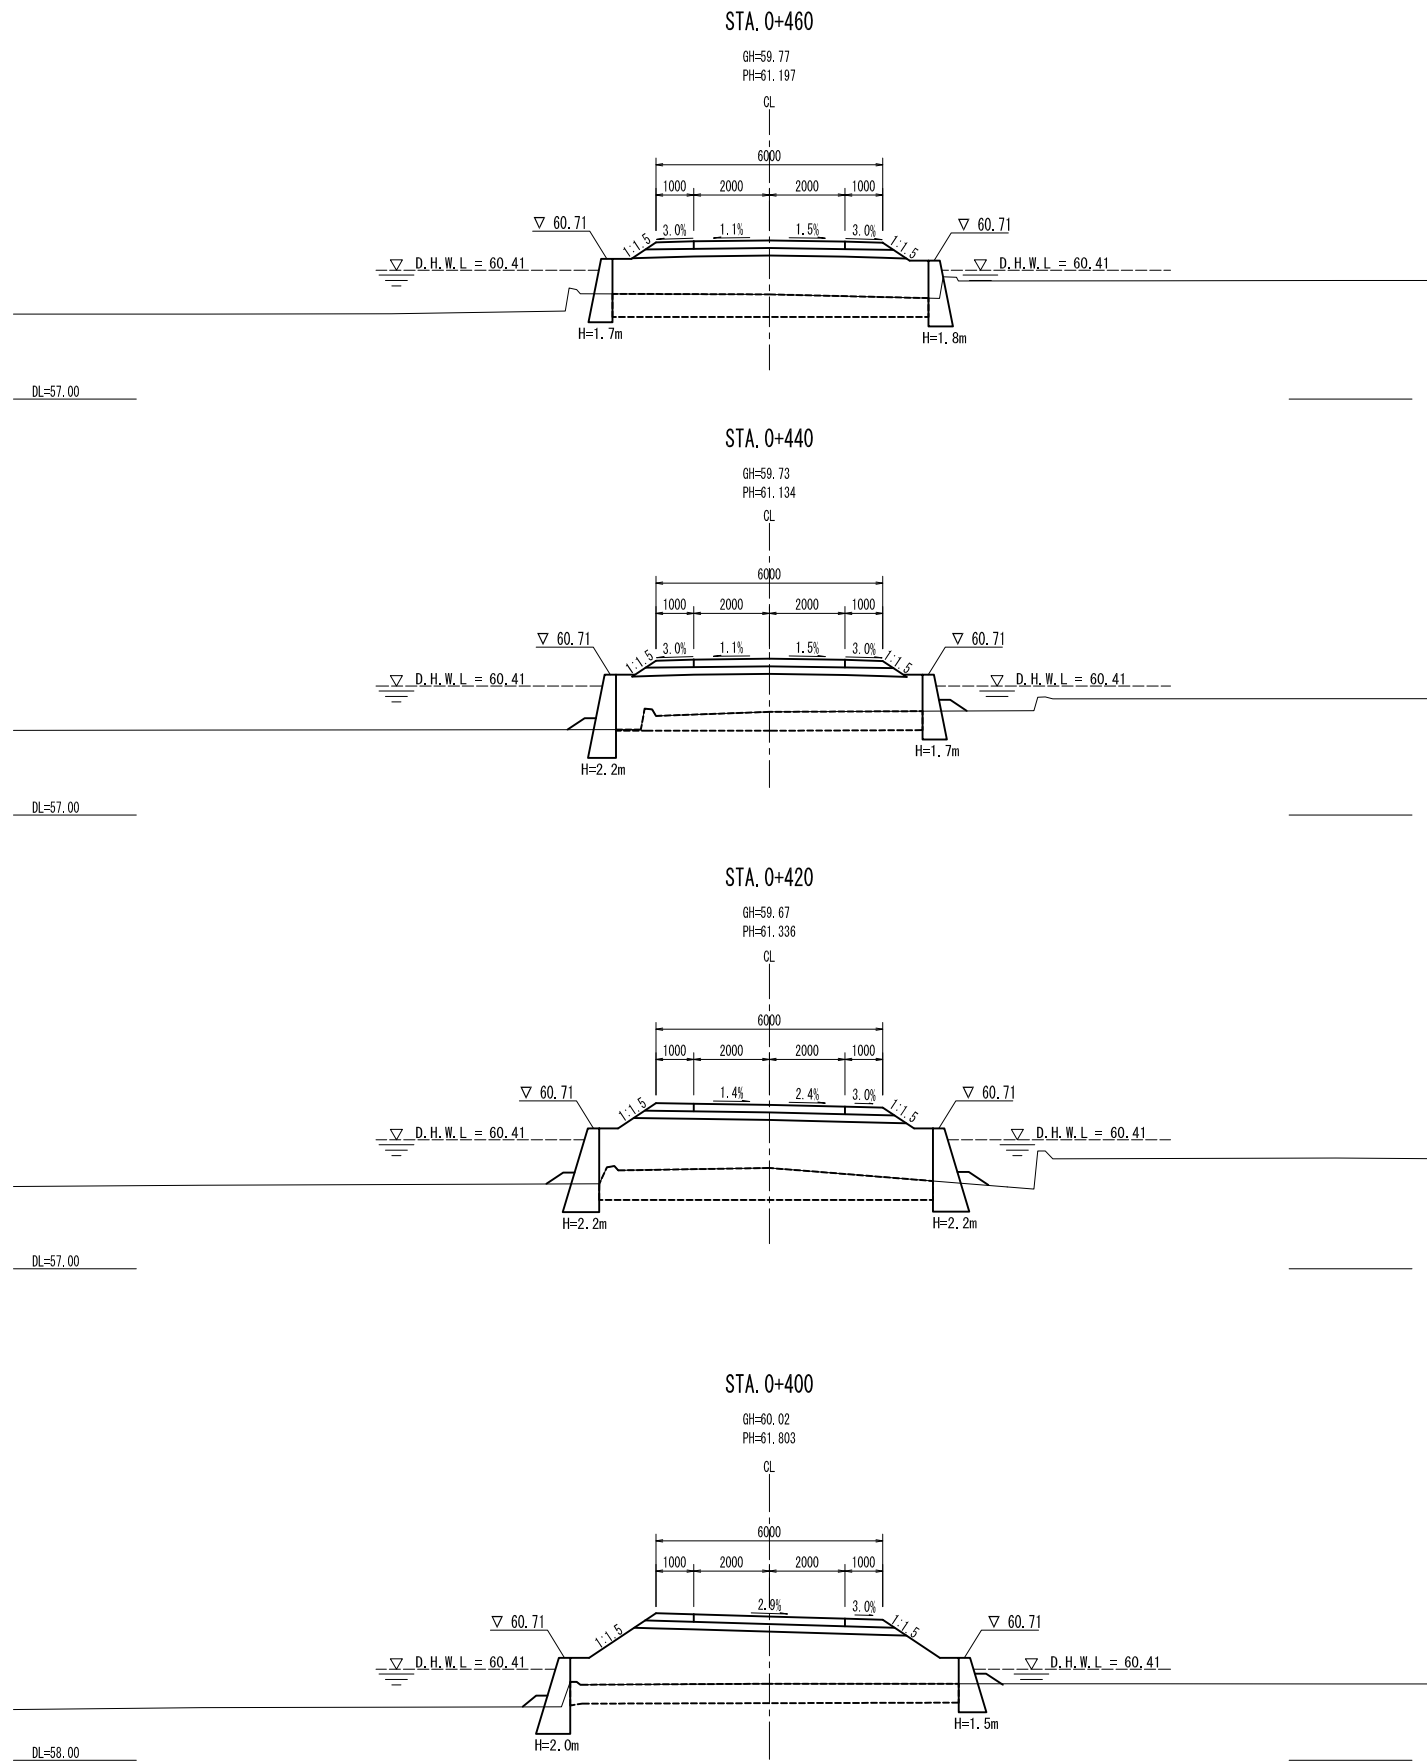 STA. 0+460
GH=59.77
PH=61.197
CL
6000
1000 2000 2000 1000
▽ 60.71 1:1.5 3.0% 1.1% 1.5% 3.0% 1:1.5 ▽ 60.71
▽ D.H.W.L = 60.41 ▽ D.H.W.L = 60.41
H=1.7m H=1.8m
DL=57.00
STA. 0+440
GH=59.73
PH=61.134
CL
6000
1000 2000 2000 1000
▽ 60.71 1:1.5 3.0% 1.1% 1.5% 3.0% 1:1.5 ▽ 60.71
▽ D.H.W.L = 60.41 ▽ D.H.W.L = 60.41
H=2.2m H=1.7m
DL=57.00
STA. 0+420
GH=59.67
PH=61.336
CL
6000
1000 2000 2000 1000
▽ 60.71 1:1.5 1.4% 2.4% 3.0% 1:1.5 ▽ 60.71
▽ D.H.W.L = 60.41 ▽ D.H.W.L = 60.41
H=2.2m H=2.2m
DL=57.00
STA. 0+400
GH=60.02
PH=61.803
CL
6000
1000 2000 2000 1000
▽ 60.71 1:1.5 2.9% 3.0% 1:1.5 ▽ 60.71
▽ D.H.W.L = 60.41 ▽ D.H.W.L = 60.41
H=2.0m H=1.5m
DL=58.00